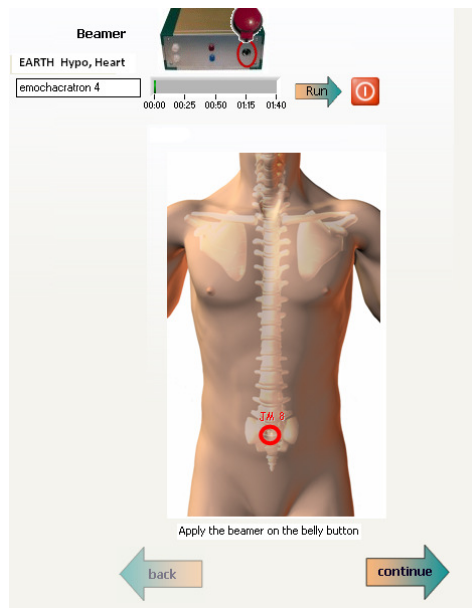 Beamer
EARTH Hypo, Heart
emochacratron 4
00:00 00:25 00:50 01:15 01:40
Run
JM 8
Apply the beamer on the belly button
back
continue